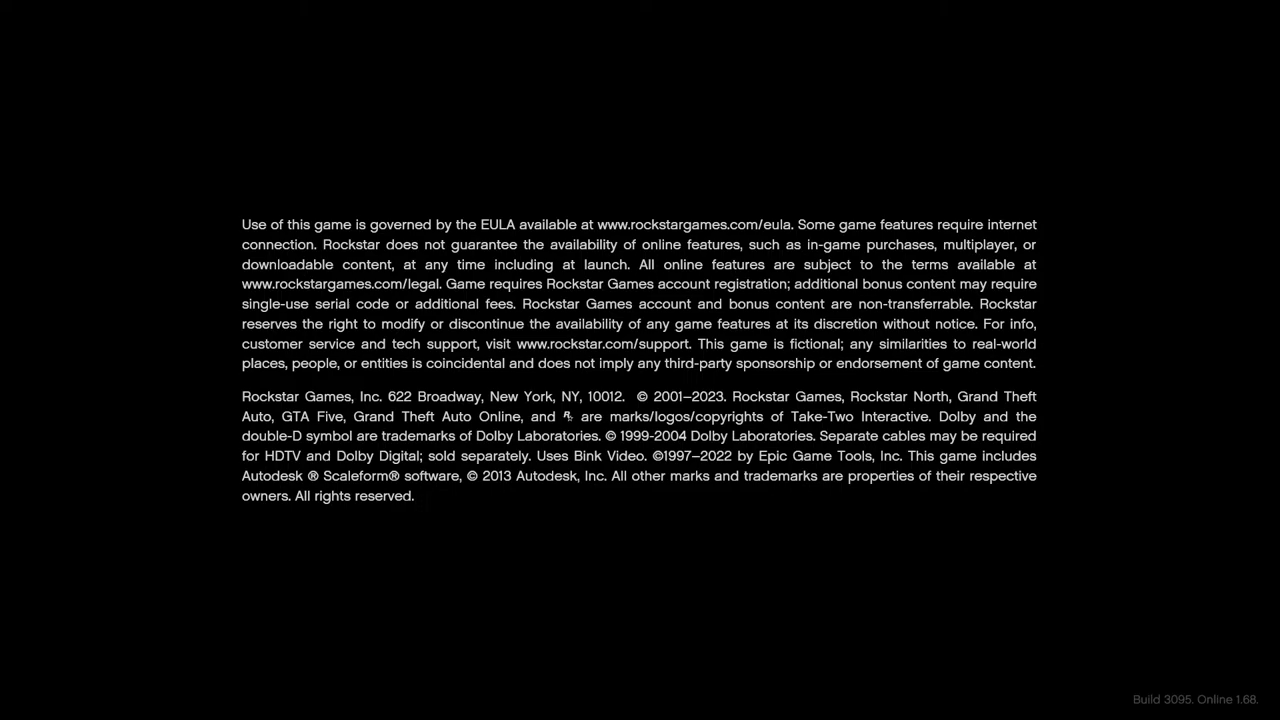 Use of this game is governed by the EULA available at www.rockstargames.com/eula. Some game features require internet
connection. Rockstar does not guarantee the availability of online features, such as in-game purchases, multiplayer, or
downloadable content, at any time including at launch. All online features are subject to the terms available at
www.rockstargames.com/legal. Game requires Rockstar Games account registration; additional bonus content may require
single-use serial code or additional fees. Rockstar Games account and bonus content are non-transferrable. Rockstar
reserves the right to modify or discontinue the availability of any game features at its discretion without notice. For info,
customer service and tech support, visit www.rockstar.com/support. This game is fictional; any similarities to real-world
places, people, or entities is coincidental and does not imply any third-party sponsorship or endorsement of game content.
Rockstar Games, Inc. 622 Broadway, New York, NY, 10012. © 2001–2023. Rockstar Games, Rockstar North, Grand Theft
Auto, GTA Five, Grand Theft Auto Online, and R* are marks/logos/copyrights of Take-Two Interactive. Dolby and the
double-D symbol are trademarks of Dolby Laboratories. © 1999-2004 Dolby Laboratories. Separate cables may be required
for HDTV and Dolby Digital; sold separately. Uses Bink Video. ©1997–2022 by Epic Game Tools, Inc. This game includes
Autodesk ® Scaleform® software, © 2013 Autodesk, Inc. All other marks and trademarks are properties of their respective
owners. All rights reserved.
Build 3095. Online 1.68.